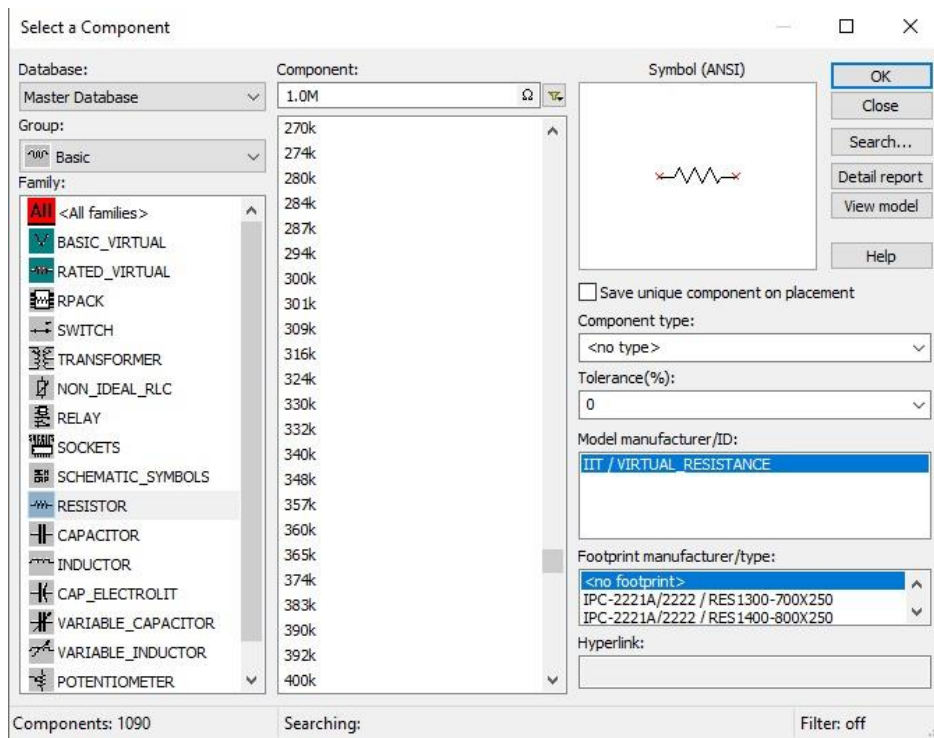 Select a Component
Database:
Master Database
Group:
Basic
Family:
All <All families>
BASIC_VIRTUAL
RATED_VIRTUAL
RPACK
SWITCH
TRANSFORMER
NON_IDEAL_RLC
RELAY
SOCKETS
SCHEMATIC_SYMBOLS
RESISTOR
CAPACITOR
INDUCTOR
CAP_ELECTROLIT
VARIABLE_CAPACITOR
VARIABLE_INDUCTOR
POTENTIOMETER
Component:
1.0M Ω
270k
274k
280k
284k
287k
294k
300k
301k
309k
316k
324k
330k
332k
340k
348k
357k
360k
365k
374k
383k
390k
392k
400k
Symbol (ANSI)
OK
Close
Search...
Detail report
View model
Help
Save unique component on placement
Component type:
<no type>
Tolerance(%):
0
Model manufacturer/ID:
IIT / VIRTUAL_RESISTANCE
Footprint manufacturer/type:
<no footprint>
IPC-2221A/2222 / RES1300-700X250
IPC-2221A/2222 / RES1400-800X250
Hyperlink:
Components: 1090
Searching:
Filter: off